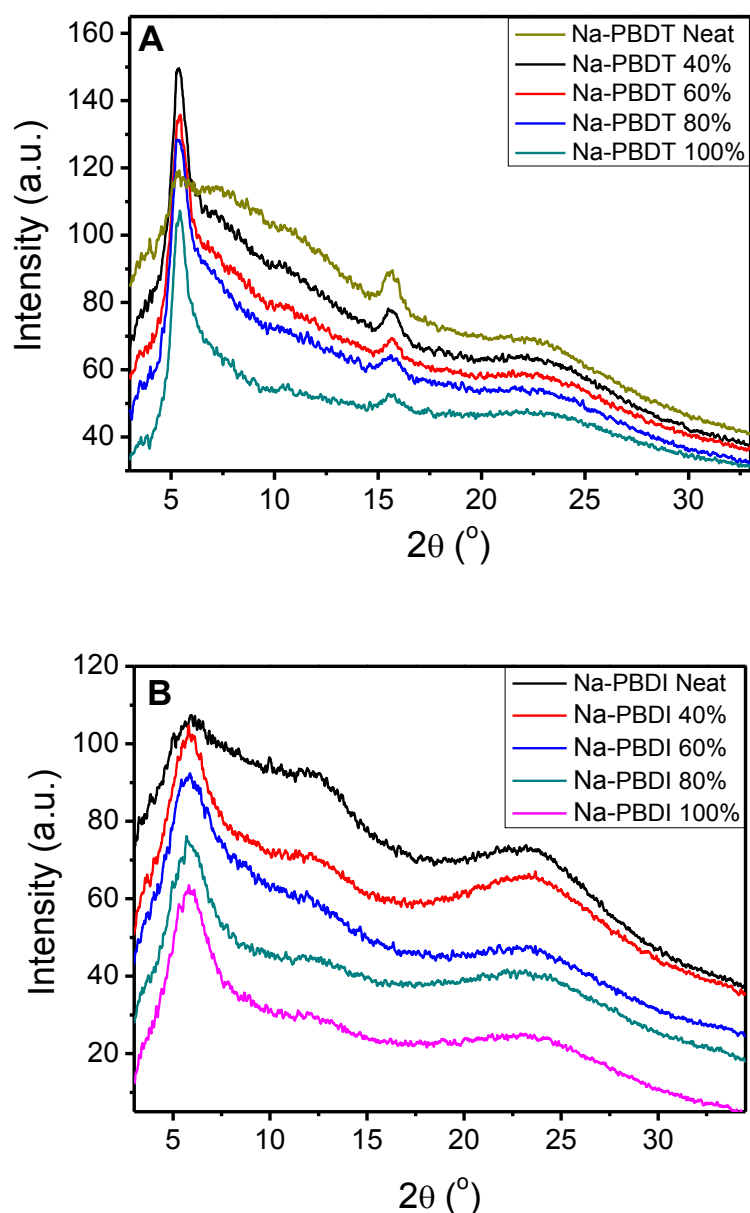 A
Na-PBDT Neat
Na-PBDT 40%
Na-PBDT 60%
Na-PBDT 80%
Na-PBDT 100%
160
140
120
100
80
60
40
Intensity (a.u.)
5 10 15 20 25 30
2θ (°)
B
Na-PBDI Neat
Na-PBDI 40%
Na-PBDI 60%
Na-PBDI 80%
Na-PBDI 100%
120
100
80
60
40
20
Intensity (a.u.)
5 10 15 20 25 30
2θ (°)